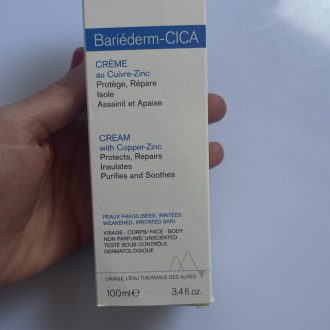 Bariéderm-CICA
CRÈME
au Cuivre-Zinc
Protège, Répare
Isole
Assainit et Apaise
CREAM
with Copper-Zinc
Protects, Repairs
Insulates
Purifies and Soothes
PEAUX FRAGILISÉES, IRRITÉES
WEAKENED, IRRITATED SKIN
VISAGE - CORPS/ FACE - BODY
NON PARFUMÉ/ UNSCENTED
TESTÉ SOUS CONTRÔLE
DERMATOLOGIQUE
URIAGE, L'EAU THERMALE DES ALPES
100ml e 3.4fl.oz.